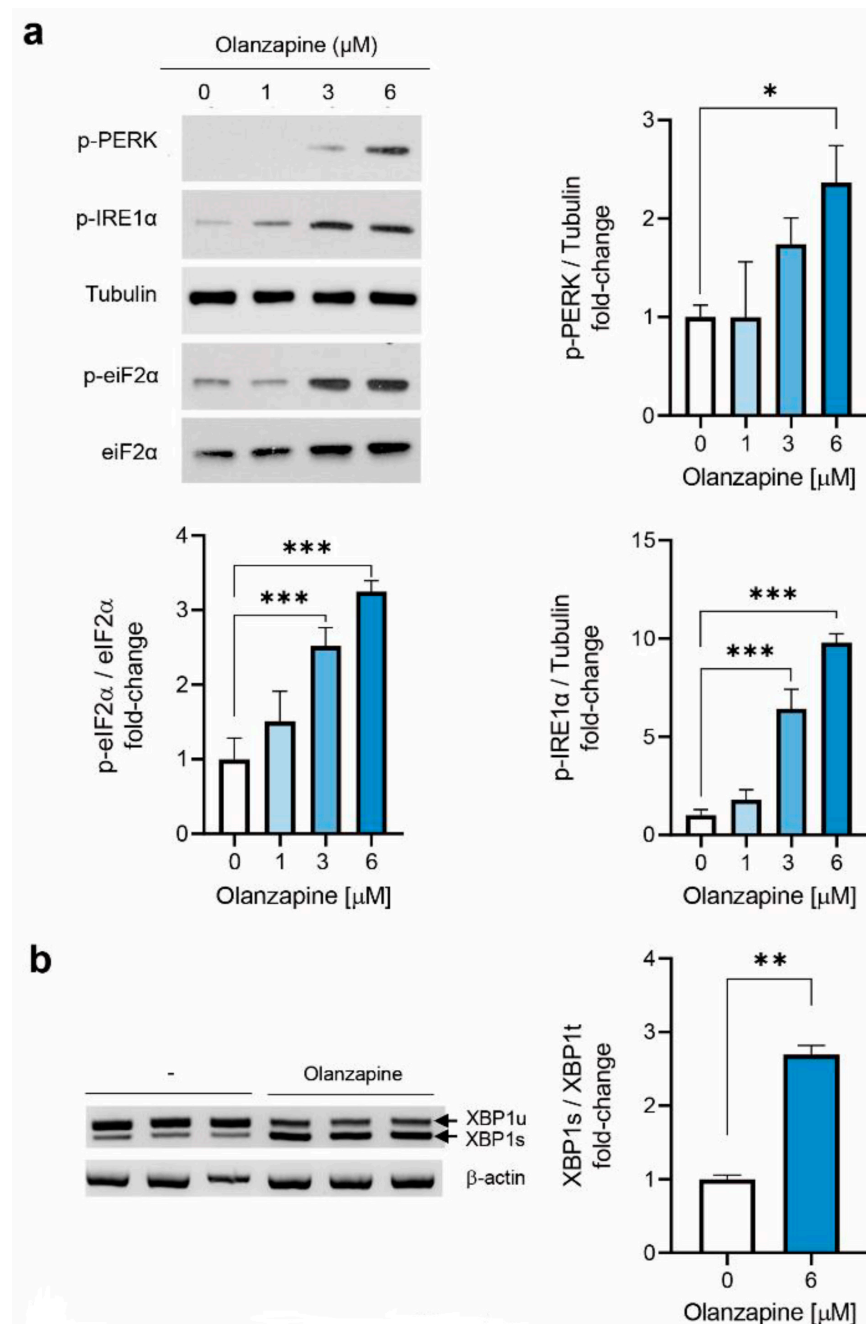 a
Olanzapine (μM)
0 1 3 6
p-PERK
p-IRE1α
Tubulin
p-eiF2α
eiF2α
*
3
2
1
0
p-PERK / Tubulin
fold-change
0 1 3 6
Olanzapine [μM]
***
***
4
3
2
1
0
p-eIF2α / eIF2α
fold-change
0 1 3 6
Olanzapine [μM]
***
***
15
10
5
0
p-IRE1α / Tubulin
fold-change
0 1 3 6
Olanzapine [μM]
b
- Olanzapine
XBP1u
XBP1s
β-actin
**
4
3
2
1
0
XBP1s / XBP1t
fold-change
0 6
Olanzapine [μM]